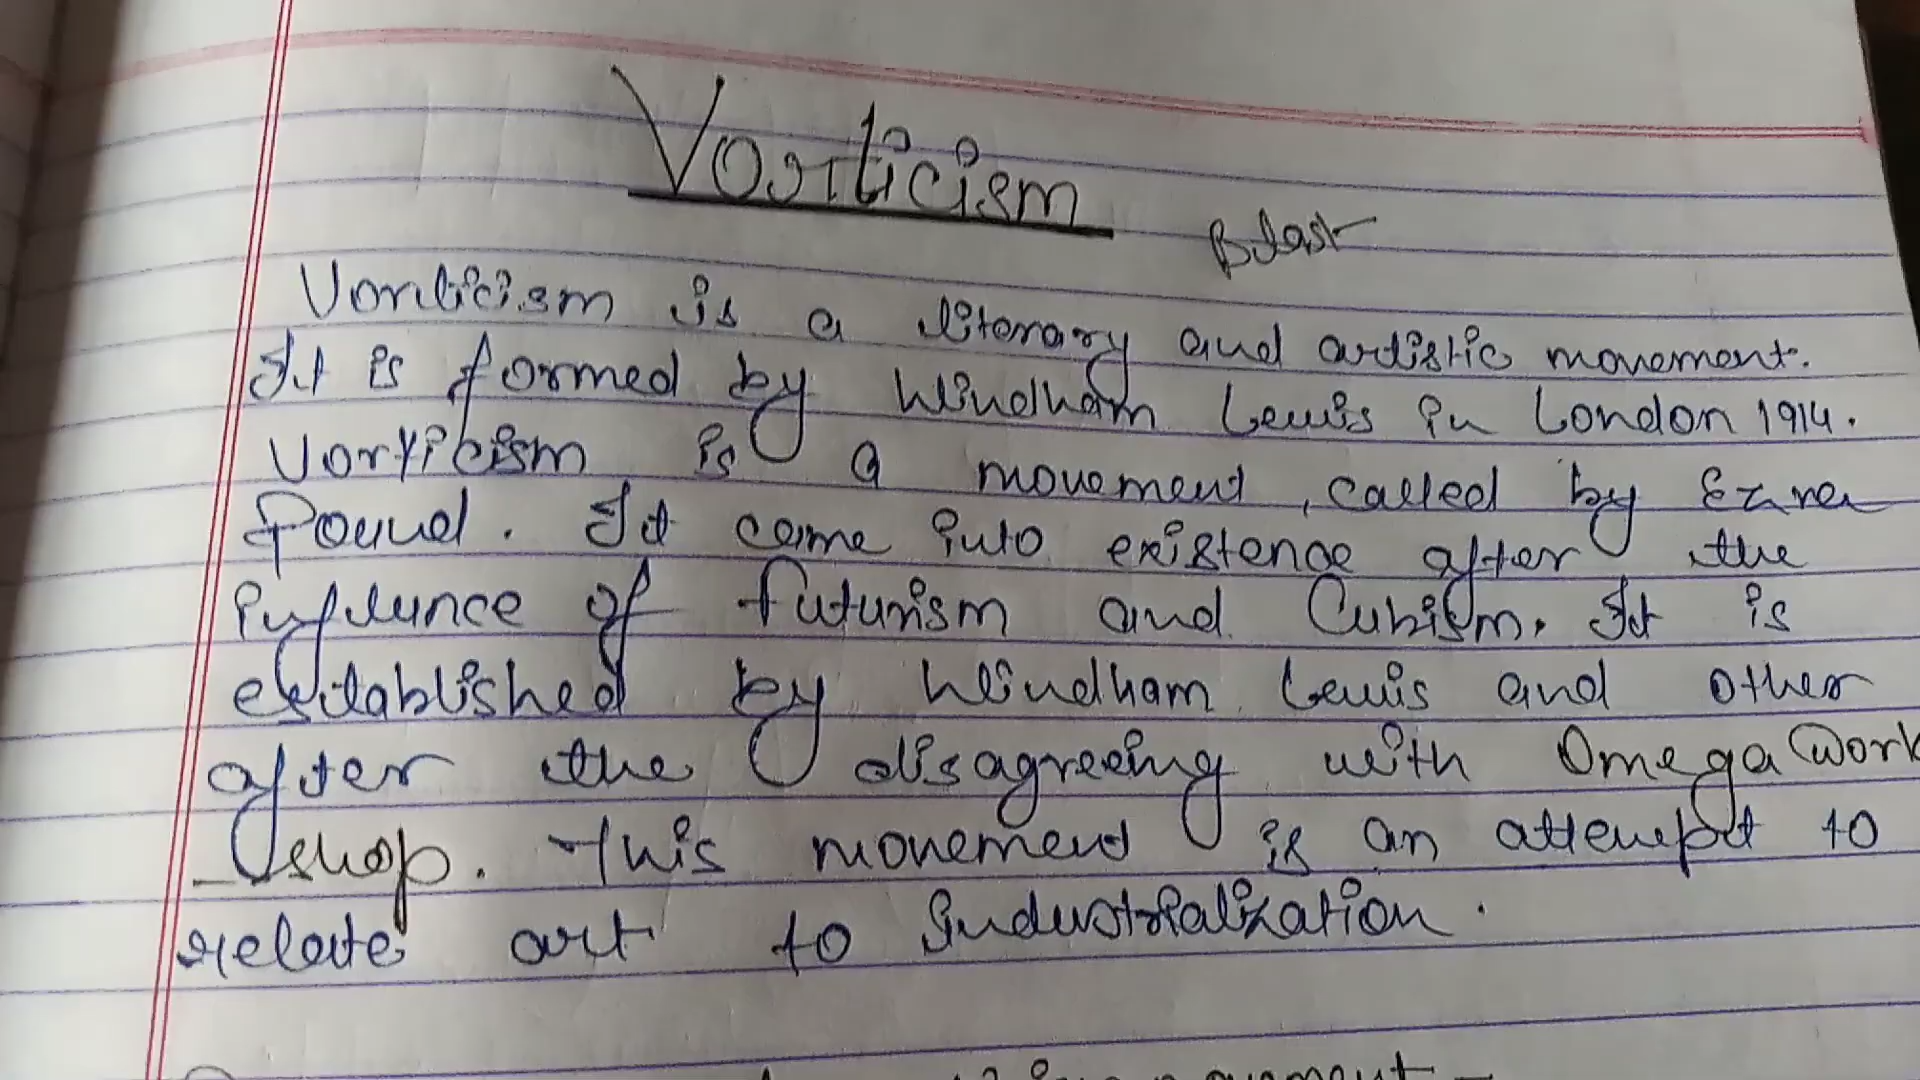 Vorticism
Blast
Vorticism is a literary and artistic movement.
It is formed by Windham Lewis in London 1914.
Vorticism is a movement, called by Ezra
Pound. It came into existence after the
influnce of futurism and Cubism. It is
established by Windham Lewis and other
after the disagreeing with Omega Work
shop. This movement is an attempt to
relate art to industrialization.